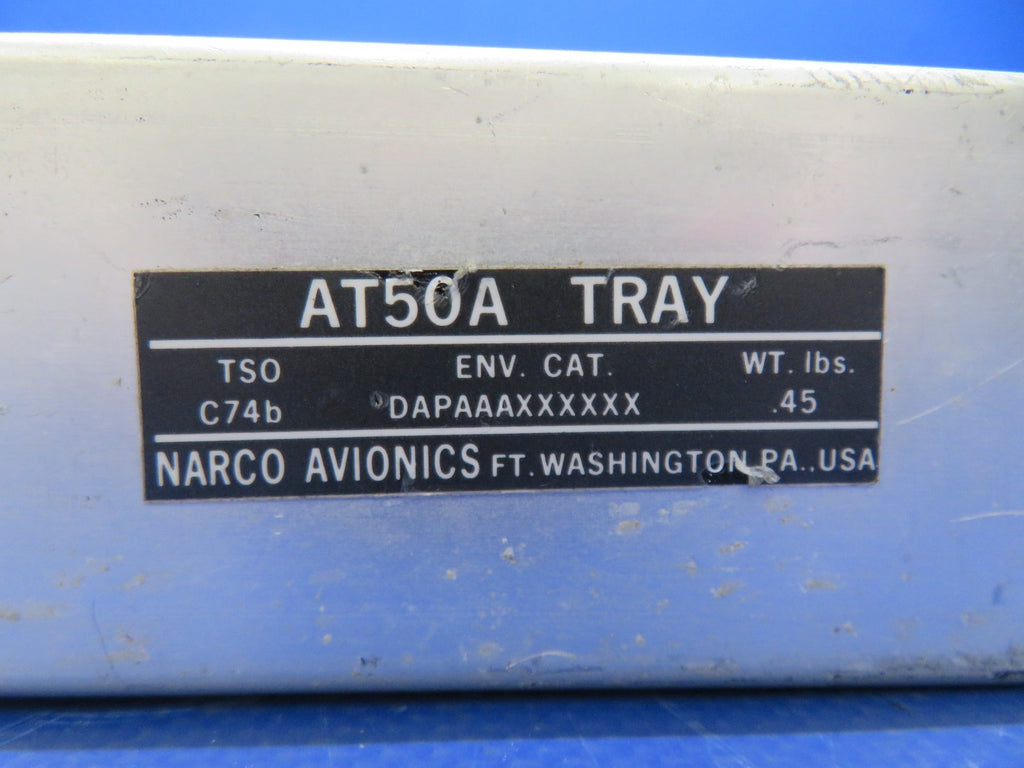 AT50A TRAY
TSO ENV. CAT. WT. lbs.
C74b DAPAAAXXXXXX .45
NARCO AVIONICS FT. WASHINGTON, PA., USA